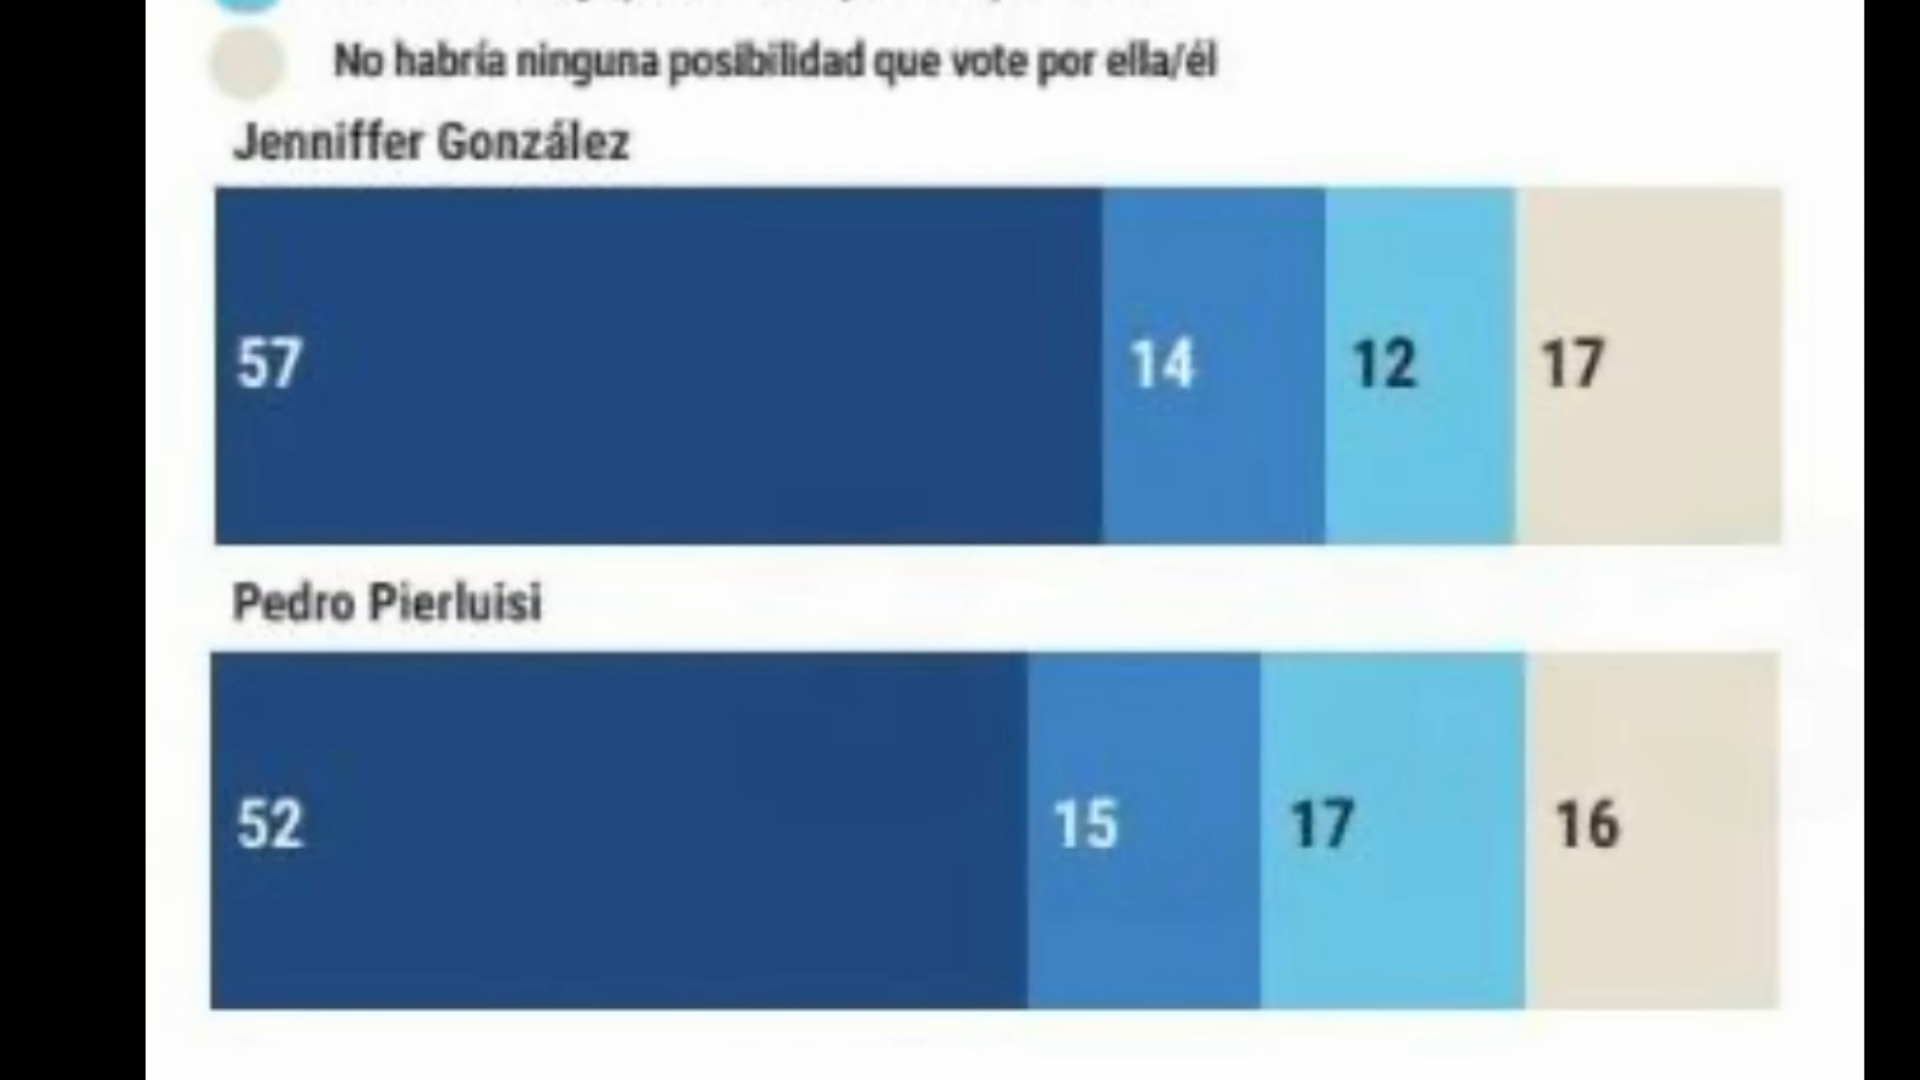 No habría ninguna posibilidad que vote por ella/él
Jenniffer González
57 14 12 17
Pedro Pierluisi
52 15 17 16